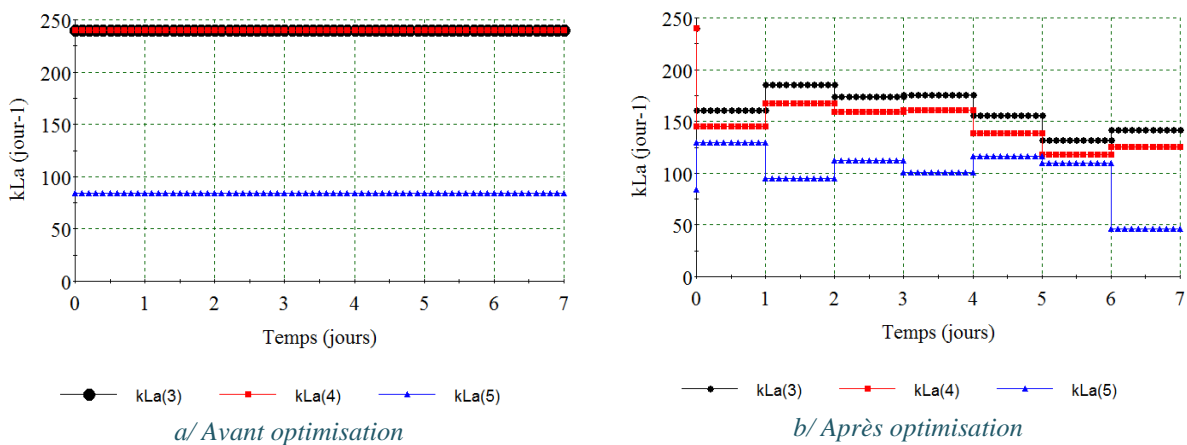 250
200
150
100
50
0
kLa (jour-1)
0 1 2 3 4 5 6 7
Temps (jours)
kLa(3) kLa(4) kLa(5)
a/ Avant optimisation
250
200
150
100
50
0
kLa (jour-1)
0 1 2 3 4 5 6 7
Temps (jours)
kLa(3) kLa(4) kLa(5)
b/ Après optimisation